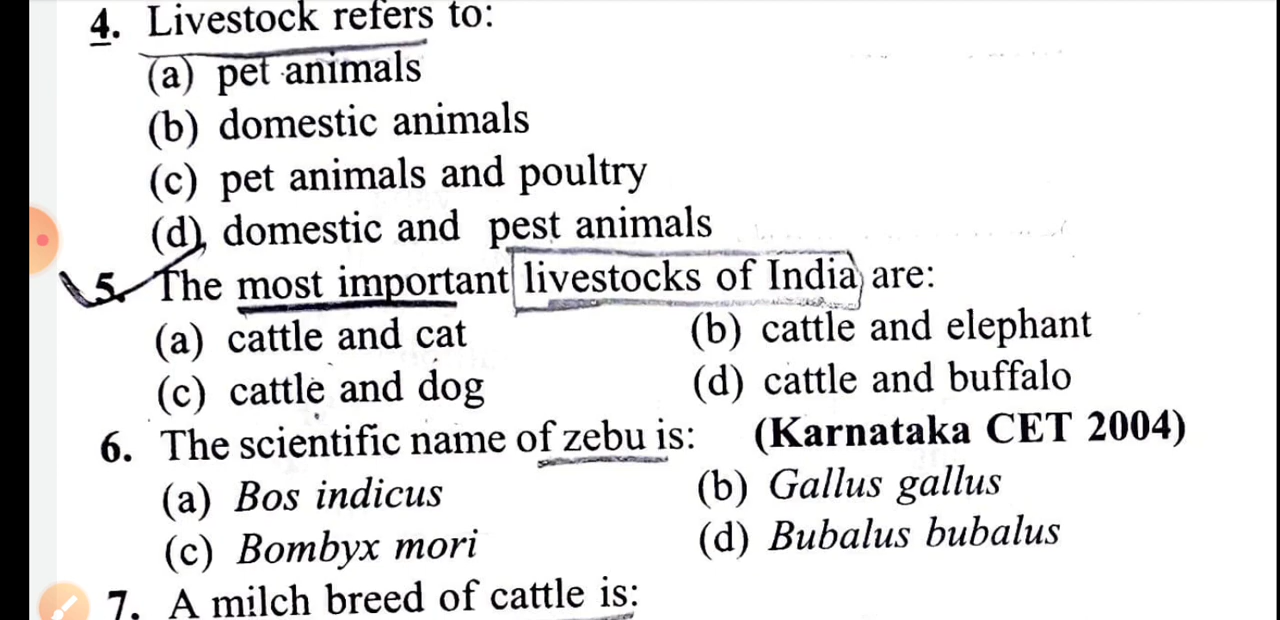 4. Livestock refers to:
(a) pet animals
(b) domestic animals
(c) pet animals and poultry
(d) domestic and pest animals
5. The most important livestocks of India are:
(a) cattle and cat (b) cattle and elephant
(c) cattle and dog (d) cattle and buffalo
6. The scientific name of zebu is: (Karnataka CET 2004)
(a) Bos indicus (b) Gallus gallus
(c) Bombyx mori (d) Bubalus bubalus
7. A milch breed of cattle is: